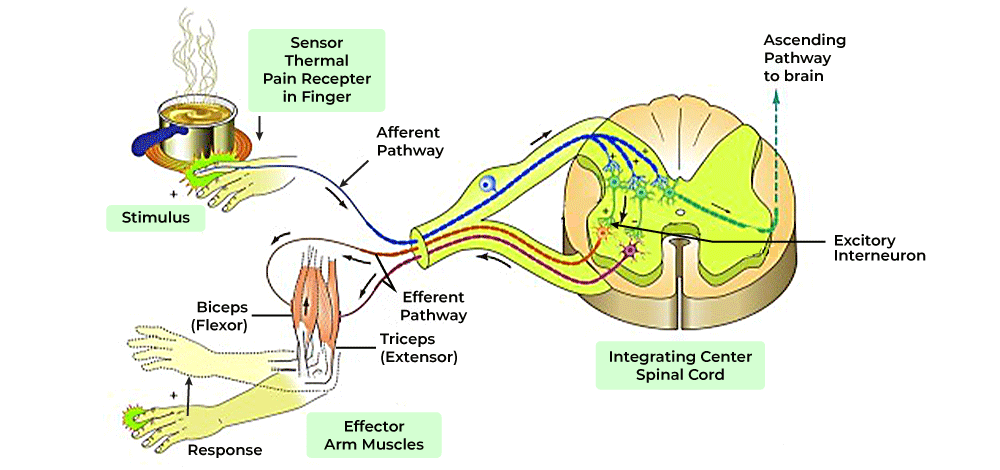 Sensor
Thermal
Pain Recepter
in Finger
Ascending
Pathway
to brain
Afferent
Pathway
+
Stimulus
+
+
+
+
-
Excitory
Interneuron
Efferent
Pathway
Biceps
(Flexor)
Triceps
(Extensor)
Integrating Center
Spinal Cord
+
Effector
Arm Muscles
Response